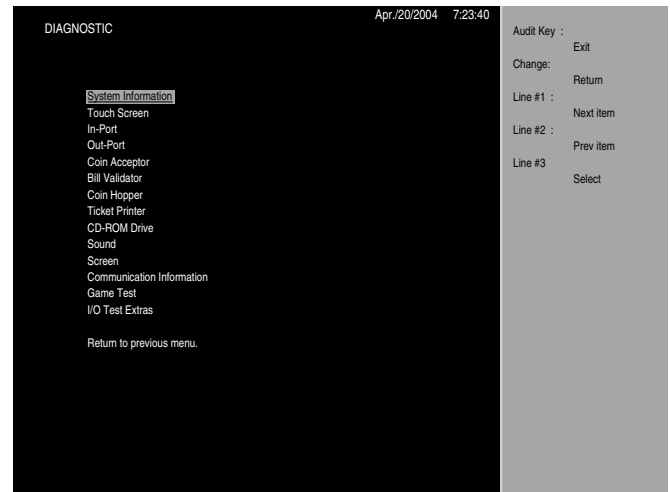 Apr./20/2004 7:23:40
DIAGNOSTIC
System Information
Touch Screen
In-Port
Out-Port
Coin Acceptor
Bill Validator
Coin Hopper
Ticket Printer
CD-ROM Drive
Sound
Screen
Communication Information
Game Test
I/O Test Extras
Return to previous menu.
Audit Key :
Exit
Change:
Return
Line #1 :
Next item
Line #2 :
Prev item
Line #3
Select